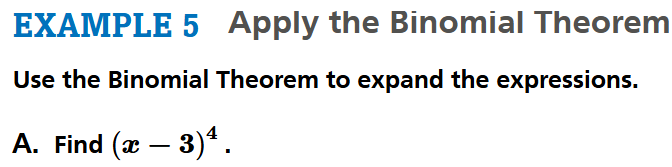 EXAMPLE 5 Apply the Binomial Theorem
Use the Binomial Theorem to expand the expressions.
A. Find (x − 3)⁴ .